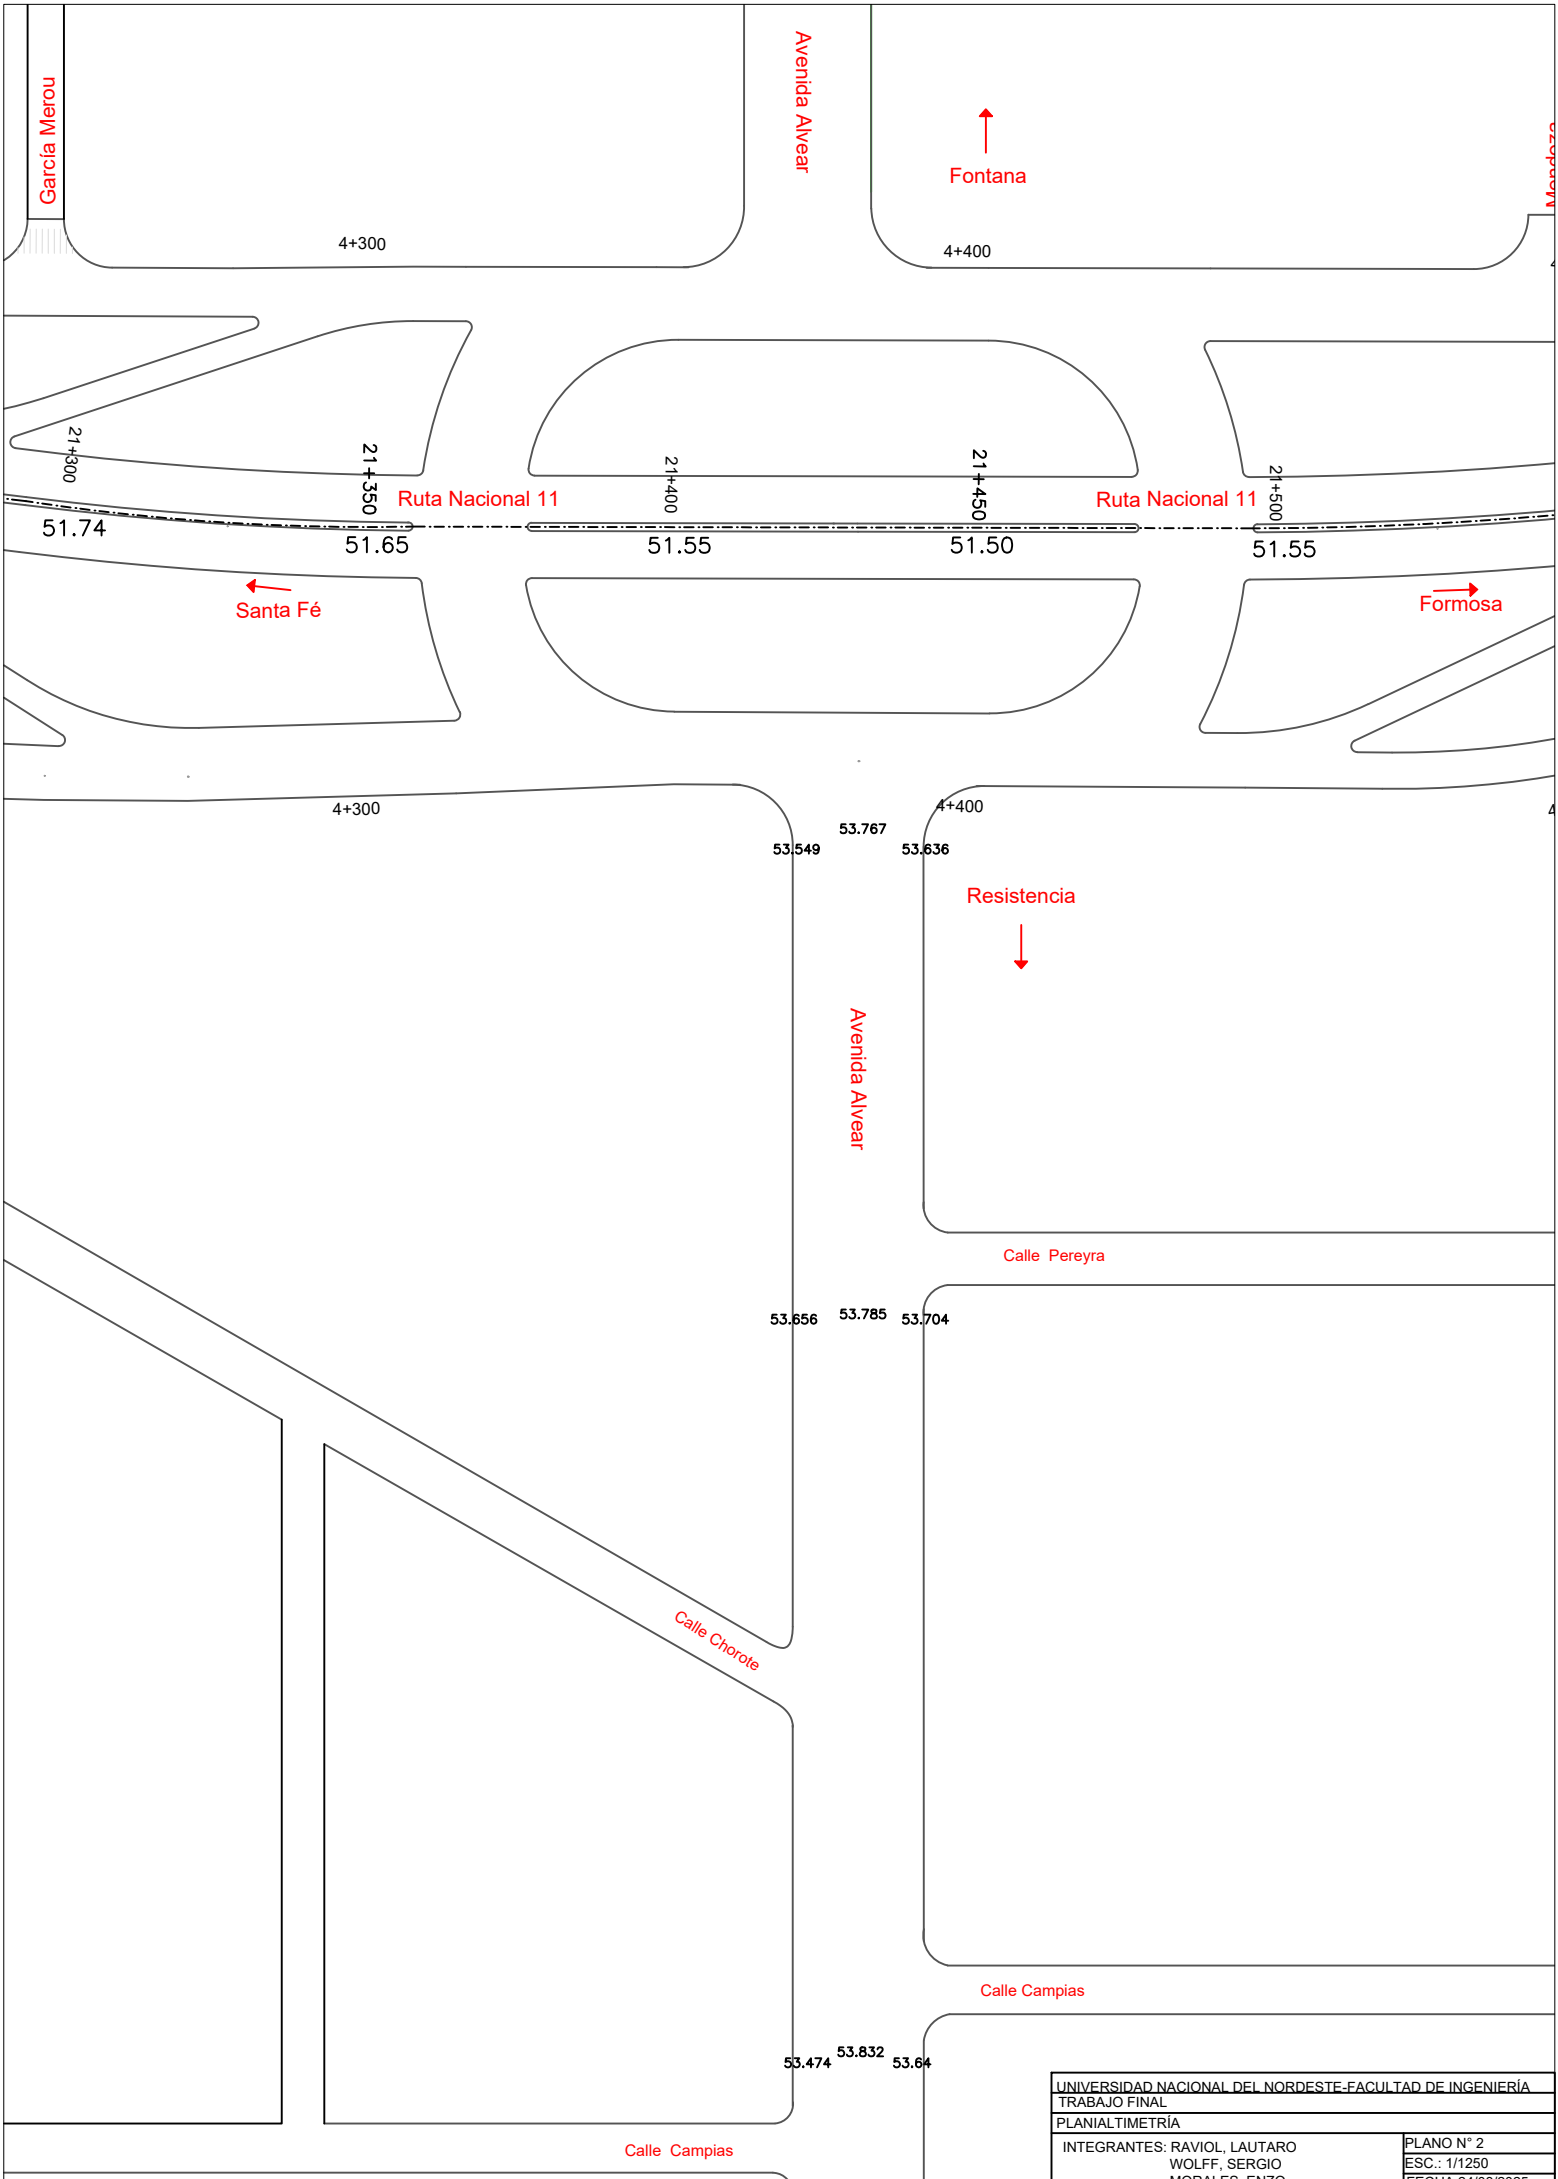 García Merou
Avenida Alvear
Fontana
4+300
4+400
21+300
21+350
Ruta Nacional 11
21+400
21+450
Ruta Nacional 11
21+500
51.74
51.65
51.55
51.50
51.55
Santa Fé
Formosa
4+300
4+400
53.767
53.549
53.636
Resistencia
Avenida Alvear
Calle Pereyra
53.656
53.785
53.704
Calle Chorote
Calle Campias
53.474
53.832
53.64
Calle Campias
UNIVERSIDAD NACIONAL DEL NORDESTE-FACULTAD DE INGENIERÍA
TRABAJO FINAL
PLANIALTIMETRÍA
INTEGRANTES: RAVIOL, LAUTARO
WOLFF, SERGIO
MORALES, ENZO
PLANO N° 2
ESC.: 1/1250